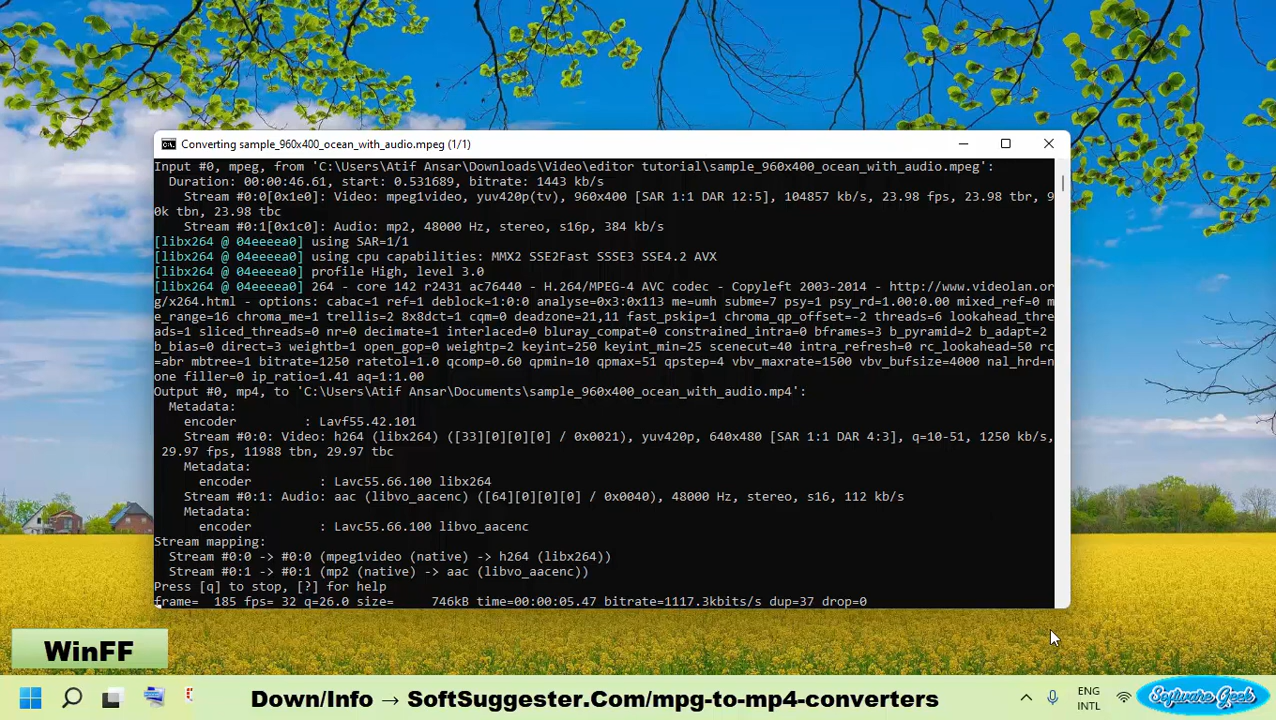 Converting sample_960x400_ocean_with_audio.mpeg (1/1)
Input #0, mpeg, from 'C:\Users\Atif Ansar\Downloads\Video\editor tutorial\sample_960x400_ocean_with_audio.mpeg':
  Duration: 00:00:46.61, start: 0.531689, bitrate: 1443 kb/s
    Stream #0:0[0x1e0]: Video: mpeg1video, yuv420p(tv), 960x400 [SAR 1:1 DAR 12:5], 104857 kb/s, 23.98 fps, 23.98 tbr, 9
0k tbn, 23.98 tbc
    Stream #0:1[0x1c0]: Audio: mp2, 48000 Hz, stereo, s16p, 384 kb/s
[libx264 @ 04eeeea0] using SAR=1/1
[libx264 @ 04eeeea0] using cpu capabilities: MMX2 SSE2Fast SSSE3 SSE4.2 AVX
[libx264 @ 04eeeea0] profile High, level 3.0
[libx264 @ 04eeeea0] 264 - core 142 r2431 ac76440 - H.264/MPEG-4 AVC codec - Copyleft 2003-2014 - http://www.videolan.or
g/x264.html - options: cabac=1 ref=1 deblock=1:0:0 analyse=0x3:0x113 me=umh subme=7 psy=1 psy_rd=1.00:0.00 mixed_ref=0 m
e_range=16 chroma_me=1 trellis=2 8x8dct=1 cqm=0 deadzone=21,11 fast_pskip=1 chroma_qp_offset=-2 threads=6 lookahead_thre
ads=1 sliced_threads=0 nr=0 decimate=1 interlaced=0 bluray_compat=0 constrained_intra=0 bframes=3 b_pyramid=2 b_adapt=2
b_bias=0 direct=3 weightb=1 open_gop=0 weightp=2 keyint=250 keyint_min=25 scenecut=40 intra_refresh=0 rc_lookahead=50 rc
=abr mbtree=1 bitrate=1250 ratetol=1.0 qcomp=0.60 qpmin=10 qpmax=51 qpstep=4 vbv_maxrate=1500 vbv_bufsize=4000 nal_hrd=n
one filler=0 ip_ratio=1.41 aq=1:1.00
Output #0, mp4, to 'C:\Users\Atif Ansar\Documents\sample_960x400_ocean_with_audio.mp4':
  Metadata:
    encoder         : Lavf55.42.101
    Stream #0:0: Video: h264 (libx264) ([33][0][0][0] / 0x0021), yuv420p, 640x480 [SAR 1:1 DAR 4:3], q=10-51, 1250 kb/s,
 29.97 fps, 11988 tbn, 29.97 tbc
    Metadata:
      encoder         : Lavc55.66.100 libx264
    Stream #0:1: Audio: aac (libvo_aacenc) ([64][0][0][0] / 0x0040), 48000 Hz, stereo, s16, 112 kb/s
    Metadata:
      encoder         : Lavc55.66.100 libvo_aacenc
Stream mapping:
  Stream #0:0 -> #0:0 (mpeg1video (native) -> h264 (libx264))
  Stream #0:1 -> #0:1 (mp2 (native) -> aac (libvo_aacenc))
Press [q] to stop, [?] for help
frame=  185 fps= 32 q=26.0 size=     746kB time=00:00:05.47 bitrate=1117.3kbits/s dup=37 drop=0
WinFF
Down/Info → SoftSuggester.Com/mpg-to-mp4-converters
ENG
INTL
Software Geek